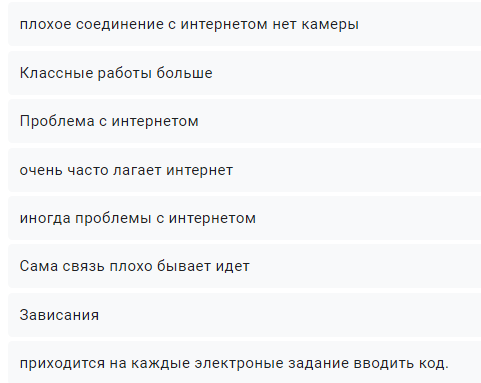 плохое соединение с интернетом нет камеры
Классные работы больше
Проблема с интернетом
очень часто лагает интернет
иногда проблемы с интернетом
Сама связь плохо бывает идет
Зависания
приходится на каждые электроные задание вводить код.